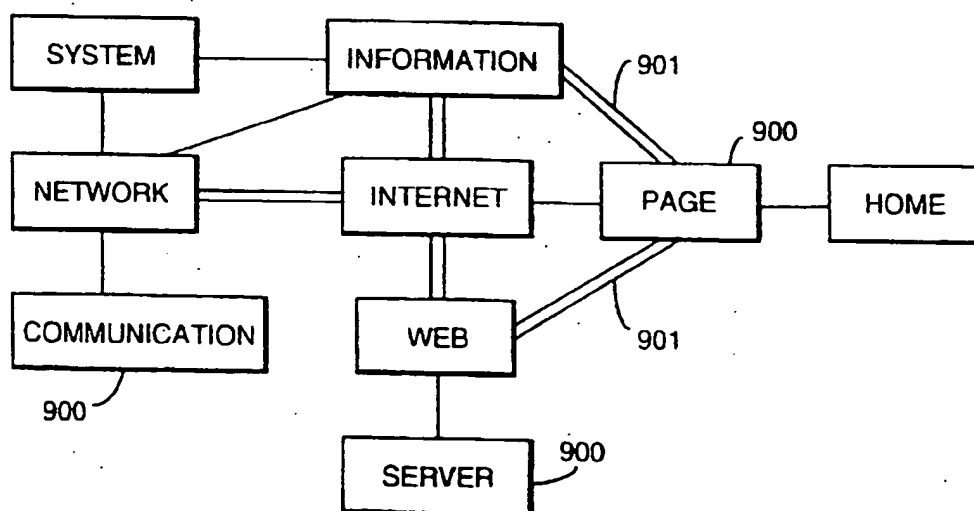 SYSTEM
INFORMATION
901
900
NETWORK
INTERNET
PAGE
HOME
COMMUNICATION
WEB
901
900
SERVER
900